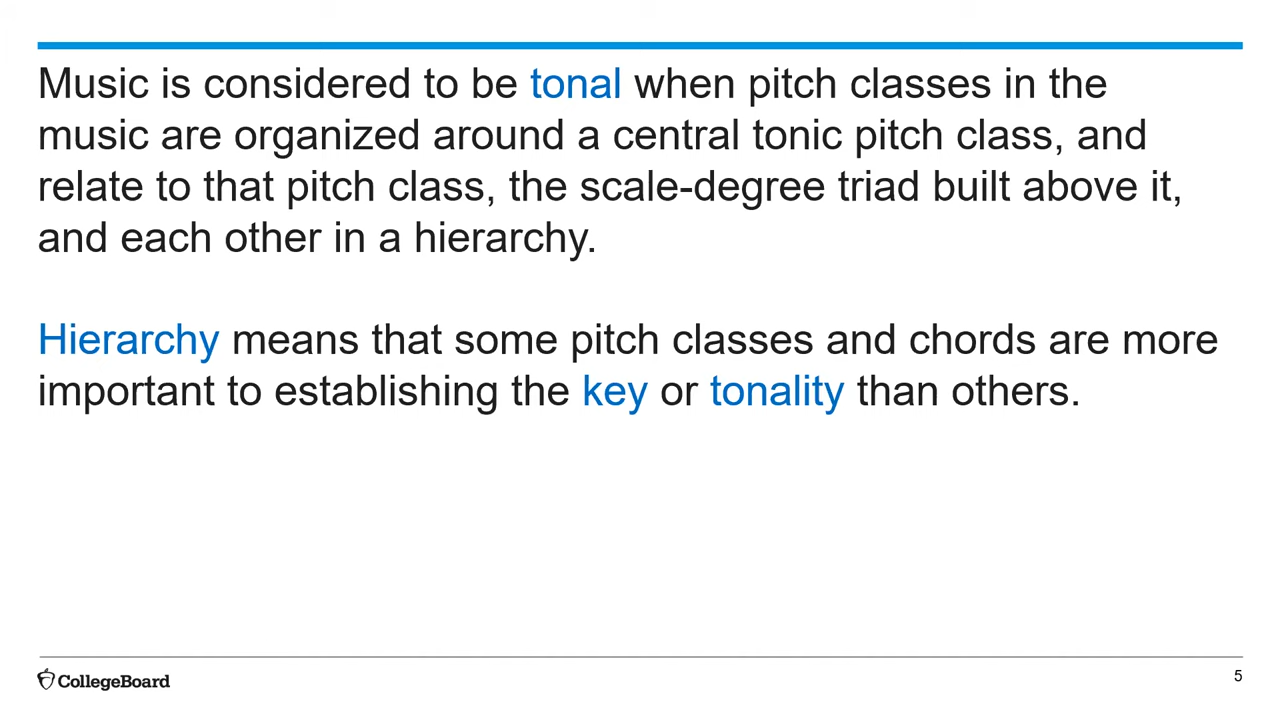 Music is considered to be tonal when pitch classes in the
music are organized around a central tonic pitch class, and
relate to that pitch class, the scale-degree triad built above it,
and each other in a hierarchy.
Hierarchy means that some pitch classes and chords are more
important to establishing the key or tonality than others.
CollegeBoard
5